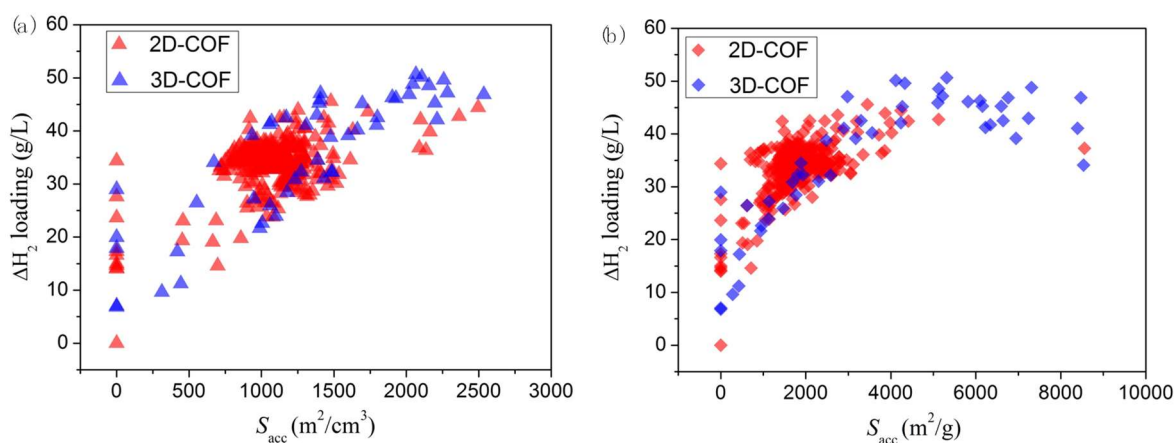 (a)
60
50
40
30
20
10
0
ΔH₂ loading (g/L)
2D-COF
3D-COF
0 500 1000 1500 2000 2500 3000
S_acc (m²/cm³)
(b)
60
50
40
30
20
10
0
ΔH₂ loading (g/L)
2D-COF
3D-COF
0 2000 4000 6000 8000 10000
S_acc (m²/g)